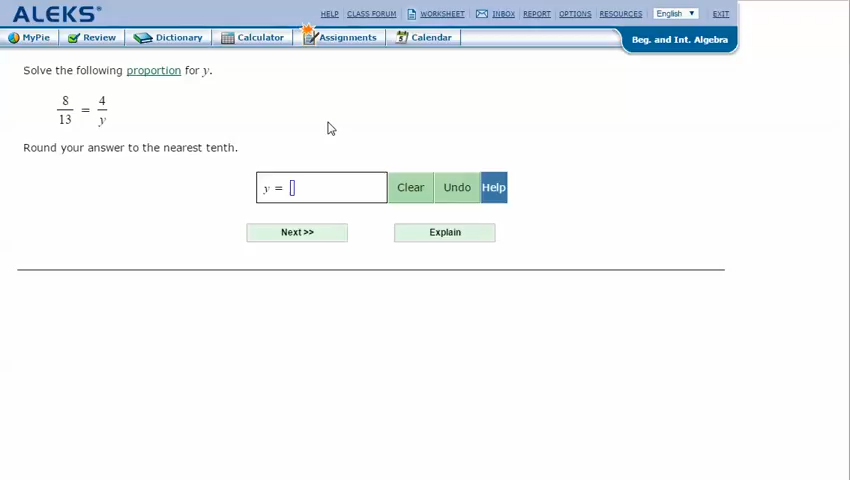 ALEKS®
HELP CLASS FORUM WORKSHEET INBOX REPORT OPTIONS RESOURCES English EXIT
MyPie Review Dictionary Calculator Assignments Calendar
Beg. and Int. Algebra
Solve the following proportion for y.
8/13 = 4/y
Round your answer to the nearest tenth.
y = Clear Undo Help
Next >> Explain